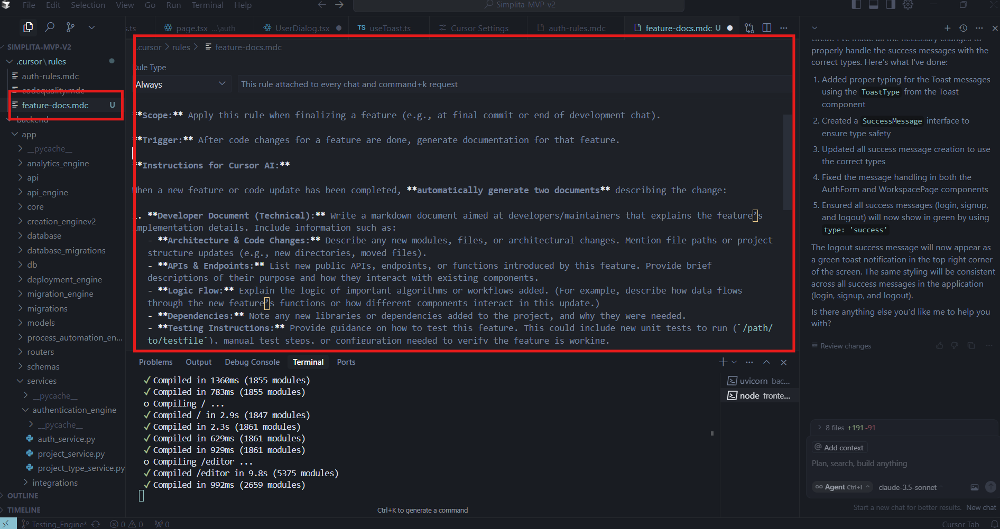 File Edit Selection View Go Run Terminal Help
Simplita-MVP-v2
s.ts
page.tsx ...\auth
UserDialog.tsx
TS useToast.ts
Cursor Settings
auth-rules.mdc
feature-docs.mdc U
SIMPLITA-MVP-V2
.cursor\rules
auth-rules.mdc
codequality.mdc
feature-docs.mdc U
backend
app
__pycache__
analytics_engine
api
api_engine
core
creation_enginev2
database
database_migrations
db
deployment_engine
migration_engine
migrations
models
process_automation_en...
routers
schemas
services
__pycache__
authentication_engine
__pycache__
auth_service.py
project_service.py
project_type_service.py
integrations
OUTLINE
TIMELINE
.cursor > rules > feature-docs.mdc
Rule Type
Always
This rule attached to every chat and command+k request
**Scope:** Apply this rule when finalizing a feature (e.g., at final commit or end of development chat).
**Trigger:** After code changes for a feature are done, generate documentation for that feature.
**Instructions for Cursor AI:**
When a new feature or code update has been completed, **automatically generate two documents** describing the change:
1. **Developer Document (Technical):** Write a markdown document aimed at developers/maintainers that explains the feature’s
implementation details. Include information such as:
- **Architecture & Code Changes:** Describe any new modules, files, or architectural changes. Mention file paths or project
structure updates (e.g., new directories, moved files).
- **APIs & Endpoints:** List new public APIs, endpoints, or functions introduced by this feature. Provide brief
descriptions of their purpose and how they interact with existing components.
- **Logic Flow:** Explain the logic of important algorithms or workflows added. (For example, describe how data flows
through the new feature’s functions or how different components interact in this update.)
- **Dependencies:** Note any new libraries or dependencies added to the project, and why they were needed.
- **Testing Instructions:** Provide guidance on how to test this feature. This could include new unit tests to run (`/path/
to/testfile`), manual test steps, or configuration needed to verify the feature is working.
Problems Output Debug Console Terminal Ports
✓ Compiled in 1360ms (1855 modules)
✓ Compiled in 783ms (1855 modules)
o Compiling / ...
✓ Compiled / in 2.9s (1847 modules)
✓ Compiled in 2.3s (1861 modules)
✓ Compiled in 629ms (1861 modules)
✓ Compiled in 929ms (1861 modules)
o Compiling /editor ...
✓ Compiled /editor in 9.8s (5375 modules)
✓ Compiled in 992ms (2659 modules)
Ctrl+K to generate a command
uvicorn bac...
node fronte...
Great! I've made all the necessary changes to
properly handle the success messages with the
correct types. Here's what I've done:
1. Added proper typing for the Toast messages
using the ToastType from the Toast
component
2. Created a SuccessMessage interface to
ensure type safety
3. Updated all success message creation to use
the correct types
4. Fixed the message handling in both the
AuthForm and WorkspacePage components
5. Ensured all success messages (login, signup,
and logout) will now show in green by using
type: 'success'
The logout success message will now appear as
a green toast notification in the top right corner
of the screen. The same styling will be consistent
across all success messages in the application
(login, signup, and logout).
Is there anything else you'd like me to help you
with?
Review changes
8 files +191 -91
@ Add context
Plan, search, build anything
∞ Agent Ctrl+I claude-3.5-sonnet
Start a new chat for better results. New chat
Testing_Engine* 0 0 0
Cursor Tab